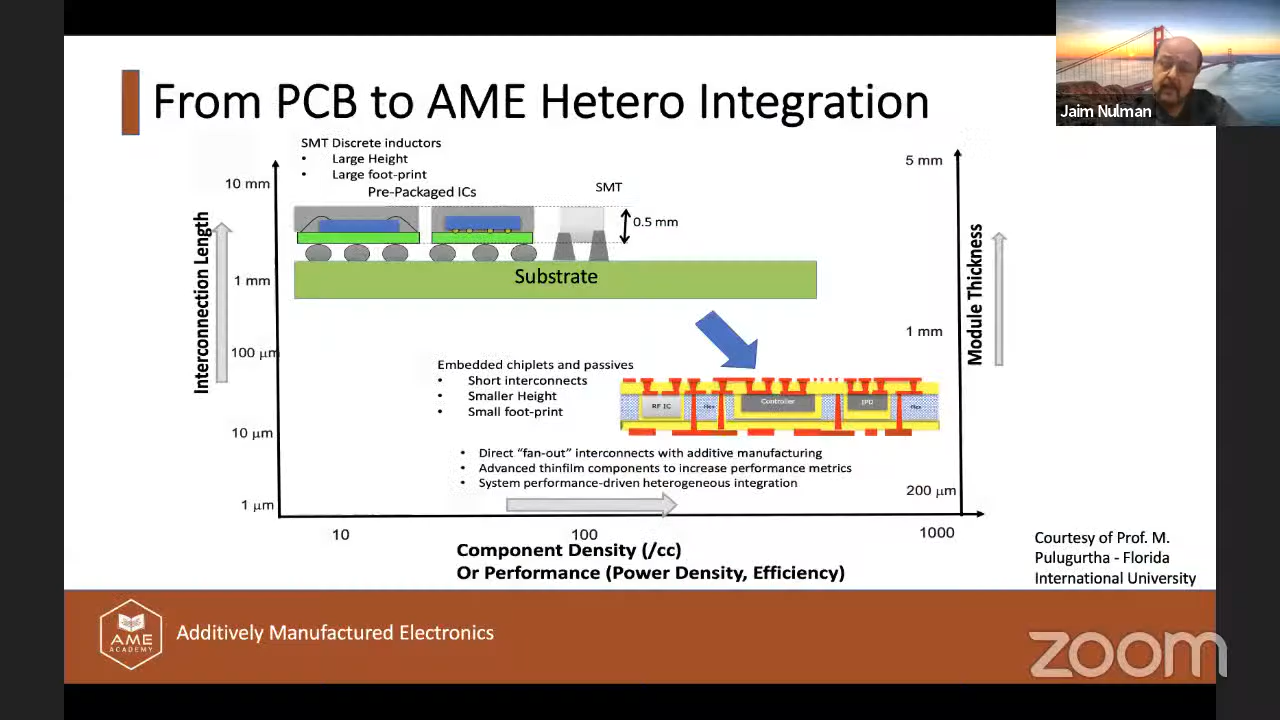 Jaim Nulman
From PCB to AME Hetero Integration
SMT Discrete inductors
• Large Height
• Large foot-print
Pre-Packaged ICs
SMT
0.5 mm
10 mm
1 mm
100 µm
10 µm
1 µm
Interconnection Length
Substrate
5 mm
1 mm
200 µm
Module Thickness
Embedded chiplets and passives
• Short interconnects
• Smaller Height
• Small foot-print
RF IC
Controller
IPD
• Direct “fan-out” interconnects with additive manufacturing
• Advanced thinfilm components to increase performance metrics
• System performance-driven heterogeneous integration
10
100
1000
Component Density (/cc)
Or Performance (Power Density, Efficiency)
Courtesy of Prof. M.
Pulugurtha - Florida
International University
AME
ACADEMY
Additively Manufactured Electronics
zoom